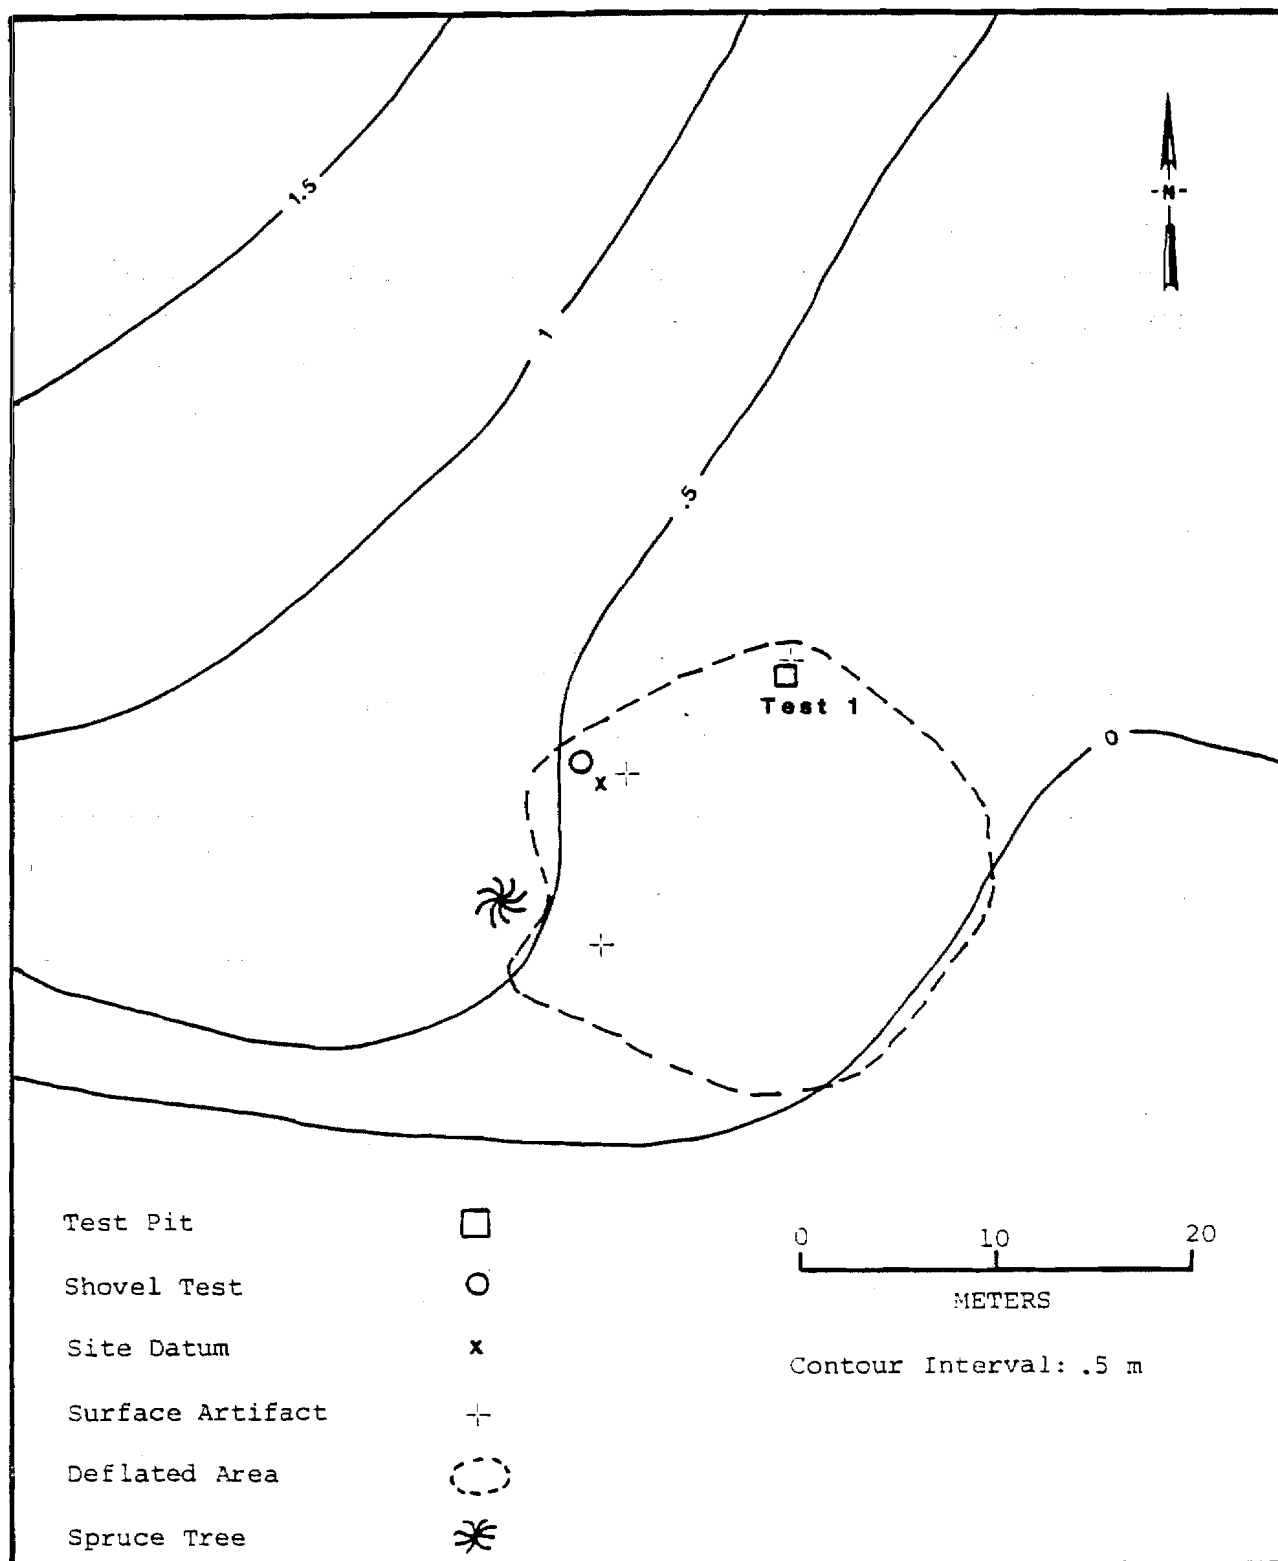 1.5
-N-
1
.5
Test 1
0
x
Test Pit
Shovel Test
Site Datum x
Surface Artifact
Deflated Area
Spruce Tree
0 10 20
METERS
Contour Interval: .5 m